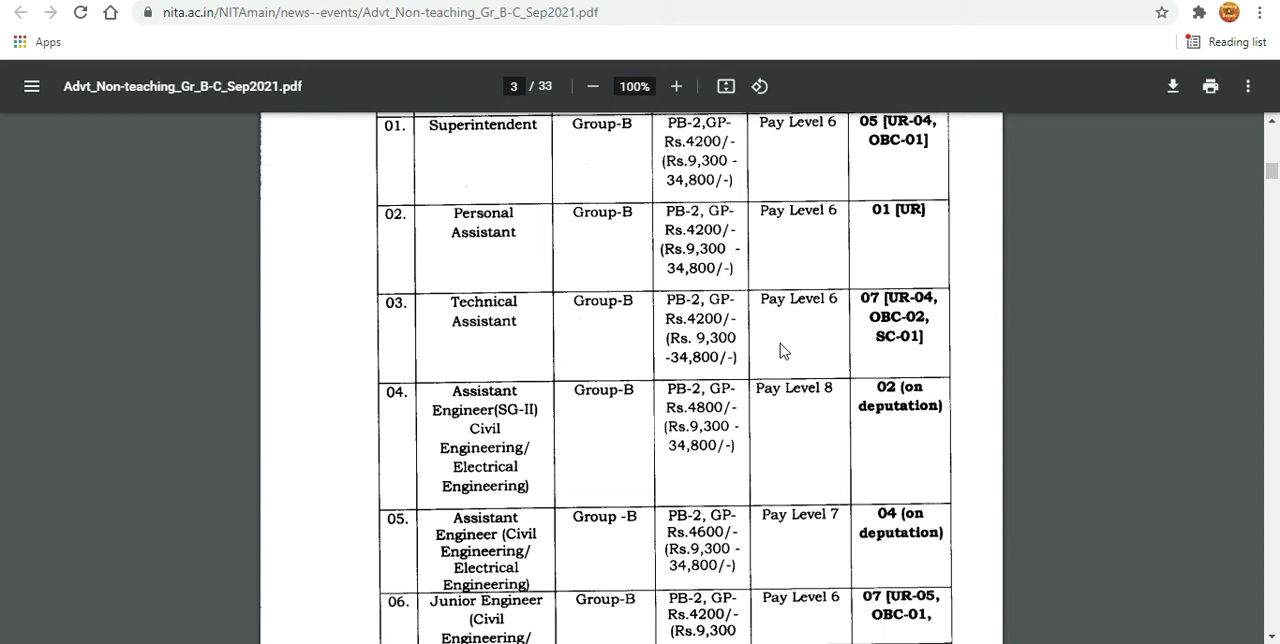 nita.ac.in/NITAmain/news--events/Advt_Non-teaching_Gr_B-C_Sep2021.pdf
Apps
Reading list
Advt_Non-teaching_Gr_B-C_Sep2021.pdf
3 / 33
100%
01. Superintendent Group-B PB-2,GP- Pay Level 6 05 [UR-04,
Rs.4200/- OBC-01]
(Rs.9,300 -
34,800/-)
02. Personal Group-B PB-2, GP- Pay Level 6 01 [UR]
Assistant Rs.4200/-
(Rs.9,300 -
34,800/-)
03. Technical Group-B PB-2, GP- Pay Level 6 07 [UR-04,
Assistant Rs.4200/- OBC-02,
(Rs. 9,300 SC-01]
-34,800/-)
04. Assistant Group-B PB-2, GP- Pay Level 8 02 (on
Engineer(SG-II) Rs.4800/- deputation)
Civil (Rs.9,300 -
Engineering/ 34,800/-)
Electrical
Engineering)
05. Assistant Group -B PB-2, GP- Pay Level 7 04 (on
Engineer (Civil Rs.4600/- deputation)
Engineering/ (Rs.9,300 -
Electrical 34,800/-)
Engineering)
06. Junior Engineer Group-B PB-2, GP- Pay Level 6 07 [UR-05,
(Civil Rs.4200/- OBC-01,
Engineering/ (Rs.9,300